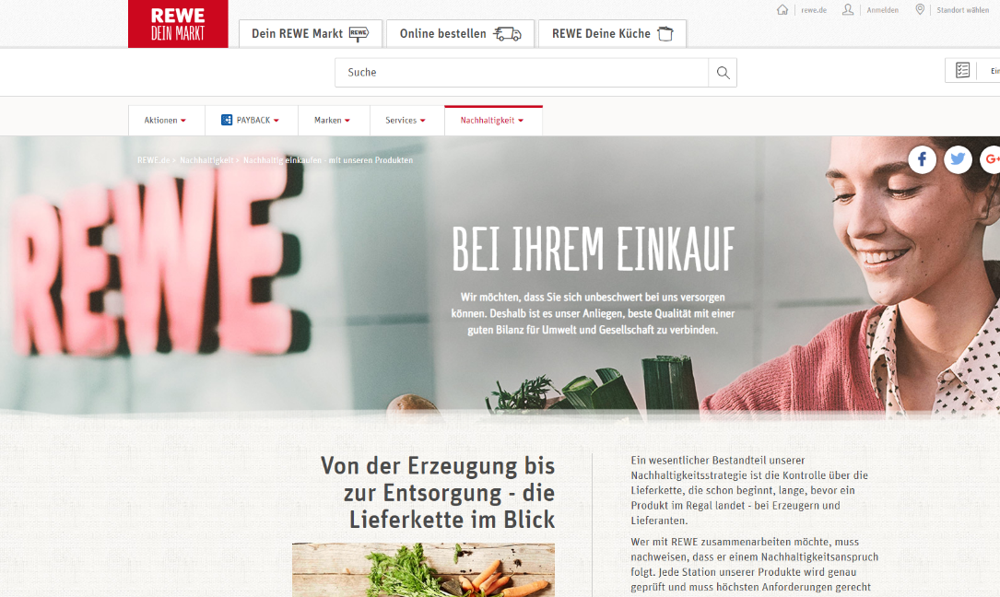 REWE
DEIN MARKT
Dein REWE Markt
REWE
Online bestellen
REWE Deine Küche
rewe.de
Anmelden
Standort wählen
Suche
Aktionen
PAYBACK
Marken
Services
Nachhaltigkeit
REWE.de > Nachhaltigkeit > Nachhaltig einkaufen - mit unseren Produkten
REWE
f
G+
BEI IHREM EINKAUF
Wir möchten, dass Sie sich unbeschwert bei uns versorgen
können. Deshalb ist es unser Anliegen, beste Qualität mit einer
guten Bilanz für Umwelt und Gesellschaft zu verbinden.
Von der Erzeugung bis
zur Entsorgung - die
Lieferkette im Blick
Ein wesentlicher Bestandteil unserer
Nachhaltigkeitsstrategie ist die Kontrolle über die
Lieferkette, die schon beginnt, lange, bevor ein
Produkt im Regal landet - bei Erzeugern und
Lieferanten.
Wer mit REWE zusammenarbeiten möchte, muss
nachweisen, dass er einem Nachhaltigkeitsanspruch
folgt. Jede Station unserer Produkte wird genau
geprüft und muss höchsten Anforderungen gerecht